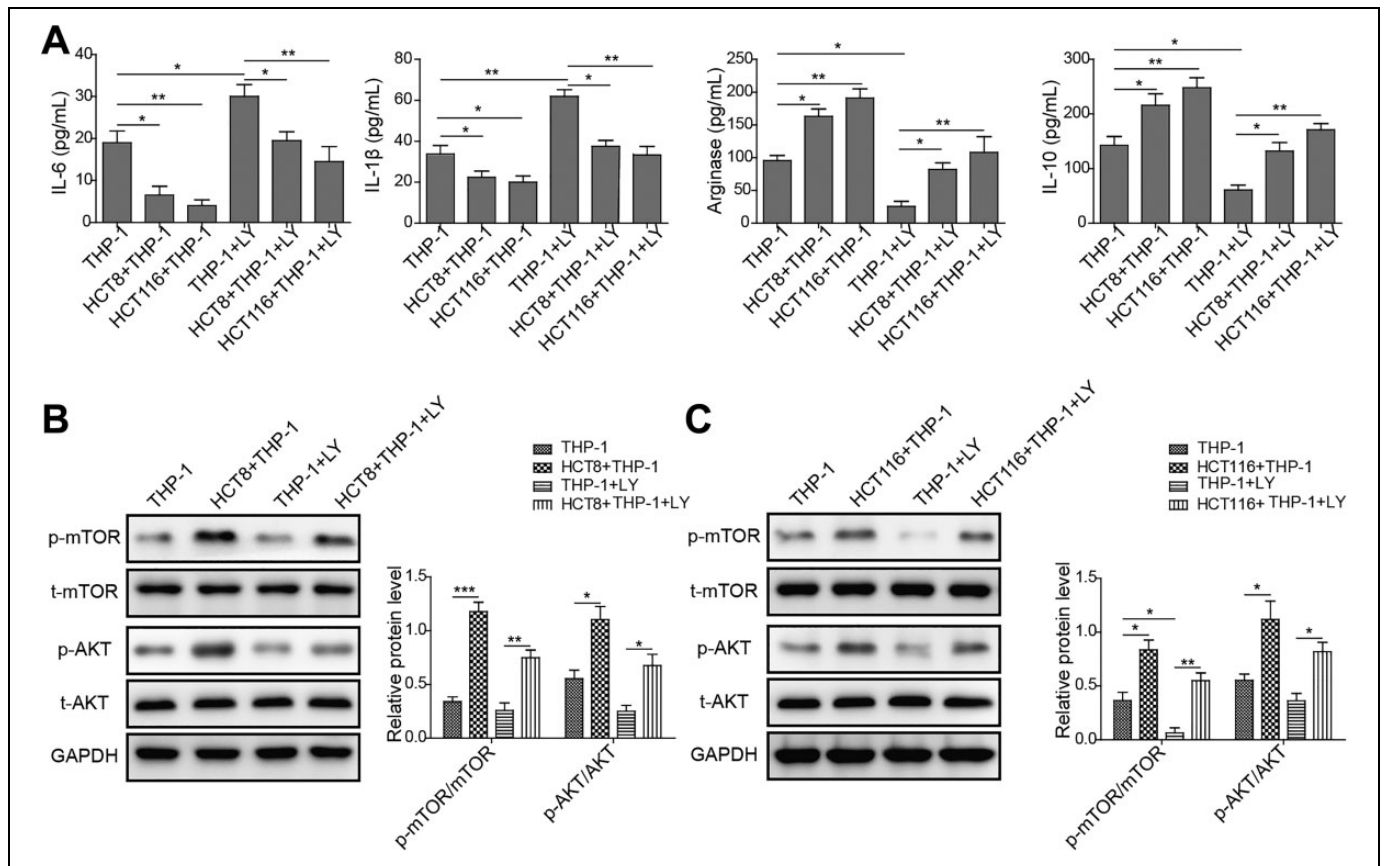 A
IL-6 (pg/mL)
40
30
20
10
0
*
**
*
**
*
THP-1
HCT8+THP-1
HCT116+THP-1
THP-1+LY
HCT8+THP-1+LY
HCT116+THP-1+LY
IL-1β (pg/mL)
80
60
40
20
0
**
*
*
**
*
THP-1
HCT8+THP-1
HCT116+THP-1
THP-1+LY
HCT8+THP-1+LY
HCT116+THP-1+LY
Arginase (pg/mL)
250
200
150
100
50
0
*
**
*
**
*
THP-1
HCT8+THP-1
HCT116+THP-1
THP-1+LY
HCT8+THP-1+LY
HCT116+THP-1+LY
IL-10 (pg/mL)
400
300
200
100
0
*
**
*
**
*
THP-1
HCT8+THP-1
HCT116+THP-1
THP-1+LY
HCT8+THP-1+LY
HCT116+THP-1+LY
B
THP-1
HCT8+THP-1
THP-1+LY
HCT8+THP-1+LY
p-mTOR
t-mTOR
p-AKT
t-AKT
GAPDH
THP-1
HCT8+THP-1
THP-1+LY
HCT8+THP-1+LY
Relative protein level
1.5
1.0
0.5
0.0
***
**
*
*
p-mTOR/mTOR
p-AKT/AKT
C
THP-1
HCT116+THP-1
THP-1+LY
HCT116+THP-1+LY
p-mTOR
t-mTOR
p-AKT
t-AKT
GAPDH
THP-1
HCT116+THP-1
THP-1+LY
HCT116+ THP-1+LY
Relative protein level
1.5
1.0
0.5
0.0
*
*
**
*
*
p-mTOR/mTOR
p-AKT/AKT